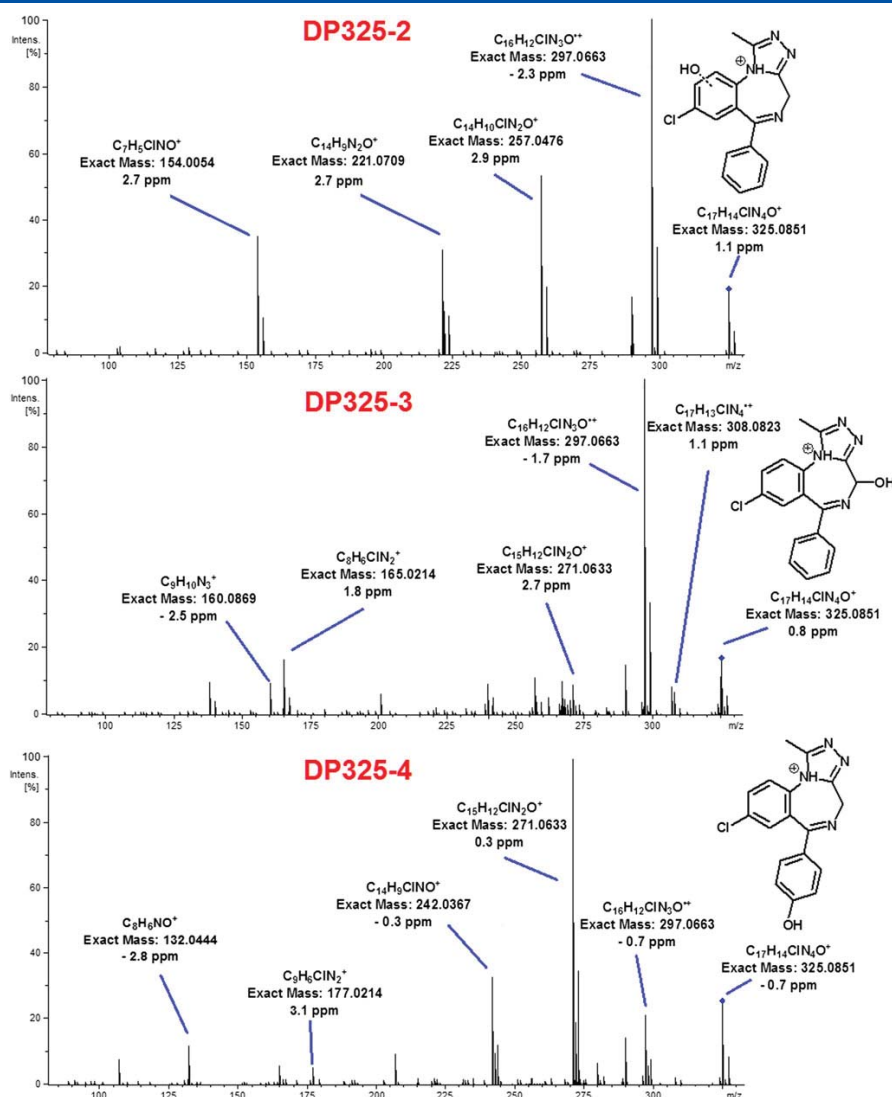 DP325-2
Intens.
[%]
100
80
60
40
20
0
C16H12ClN3O•+
Exact Mass: 297.0663
- 2.3 ppm
C14H10ClN2O+
Exact Mass: 257.0476
2.9 ppm
C7H5ClNO+
Exact Mass: 154.0054
2.7 ppm
C14H9N2O+
Exact Mass: 221.0709
2.7 ppm
C17H14ClN4O+
Exact Mass: 325.0851
1.1 ppm
HO
Cl
N
N
NH
N
100 125 150 175 200 225 250 275 300 325 m/z
DP325-3
Intens.
[%]
100
80
60
40
20
0
C16H12ClN3O•+
Exact Mass: 297.0663
- 1.7 ppm
C17H13ClN4•+
Exact Mass: 308.0823
1.1 ppm
C9H10N3+
Exact Mass: 160.0869
- 2.5 ppm
C8H6ClN2+
Exact Mass: 165.0214
1.8 ppm
C15H12ClN2O+
Exact Mass: 271.0633
2.7 ppm
C17H14ClN4O+
Exact Mass: 325.0851
0.8 ppm
N
N
NH
OH
Cl
N
100 125 150 175 200 225 250 275 300 325 m/z
DP325-4
Intens.
[%]
100
80
60
40
20
0
C15H12ClN2O+
Exact Mass: 271.0633
0.3 ppm
C14H9ClNO+
Exact Mass: 242.0367
- 0.3 ppm
C8H6NO+
Exact Mass: 132.0444
- 2.8 ppm
C9H6ClN2+
Exact Mass: 177.0214
3.1 ppm
C16H12ClN3O•+
Exact Mass: 297.0663
- 0.7 ppm
C17H14ClN4O+
Exact Mass: 325.0851
- 0.7 ppm
N
N
NH
Cl
N
OH
100 125 150 175 200 225 250 275 300 325 m/z